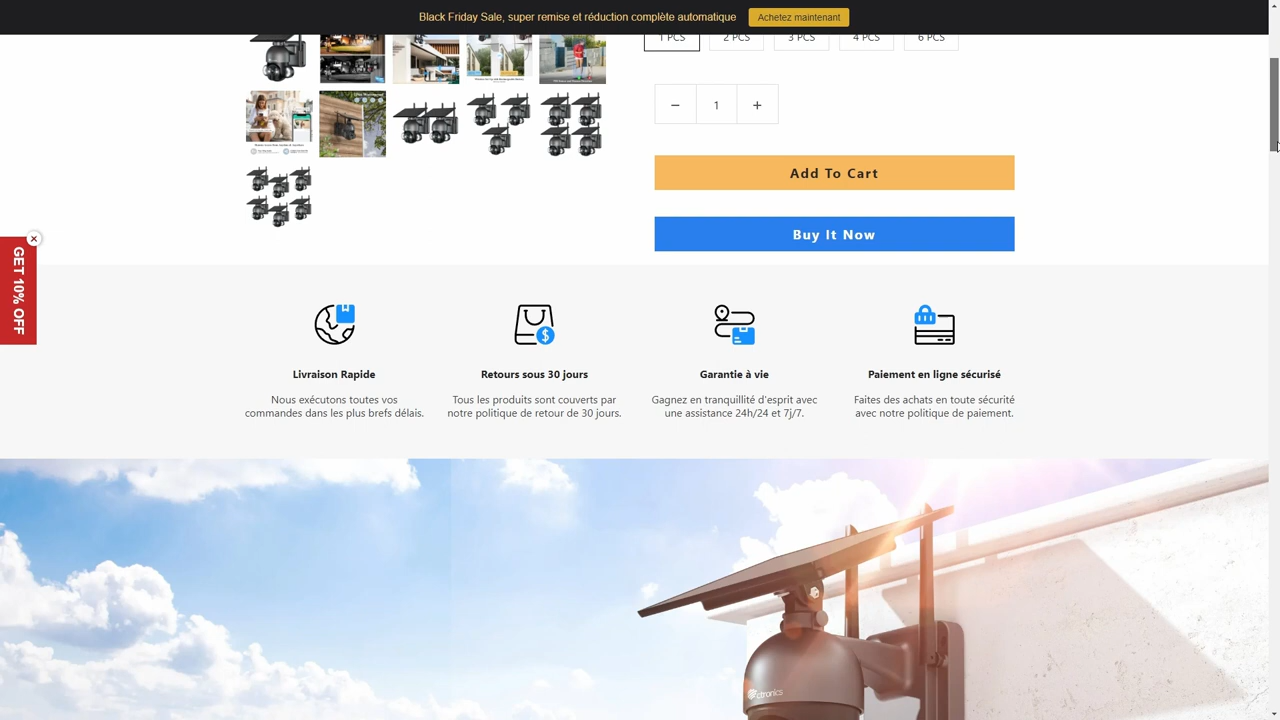 Black Friday Sale, super remise et réduction complète automatique
Achetez maintenant
1 PCS
2 PCS
3 PCS
4 PCS
6 PCS
1
Add To Cart
Buy It Now
GET 10% OFF
Livraison Rapide
Nous exécutons toutes vos
commandes dans les plus brefs délais.
Retours sous 30 jours
Tous les produits sont couverts par
notre politique de retour de 30 jours.
Garantie à vie
Gagnez en tranquillité d'esprit avec
une assistance 24h/24 et 7j/7.
Paiement en ligne sécurisé
Faites des achats en toute sécurité
avec notre politique de paiement.
ctronics